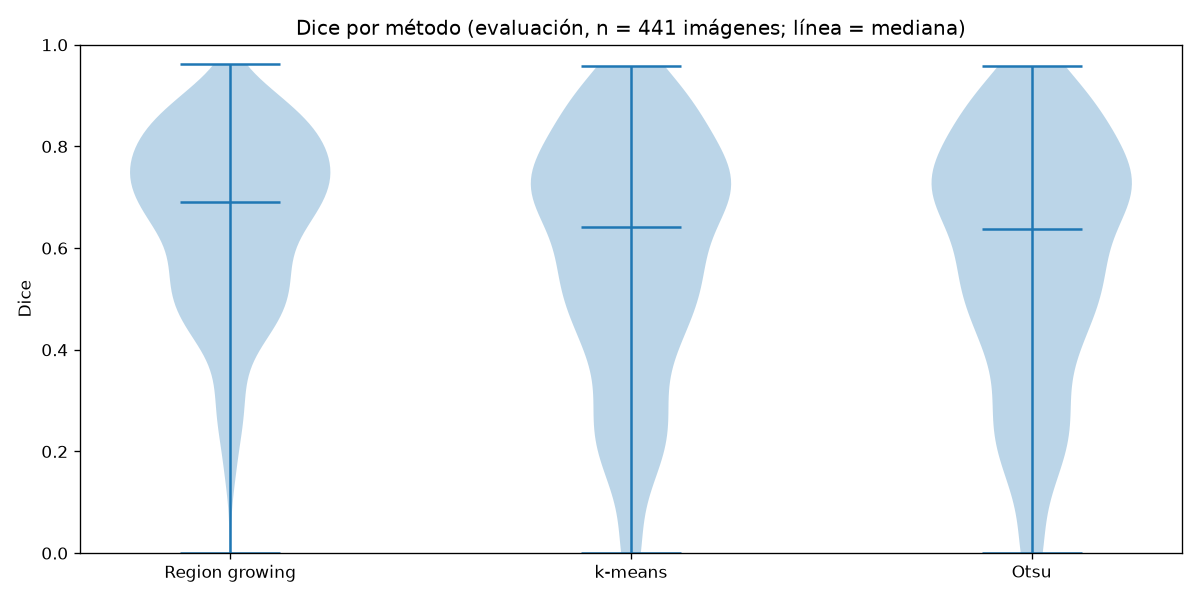 Dice por método (evaluación, n = 441 imágenes; línea = mediana)
1.0
0.8
0.6
0.4
0.2
0.0
Dice
Region growing
k-means
Otsu